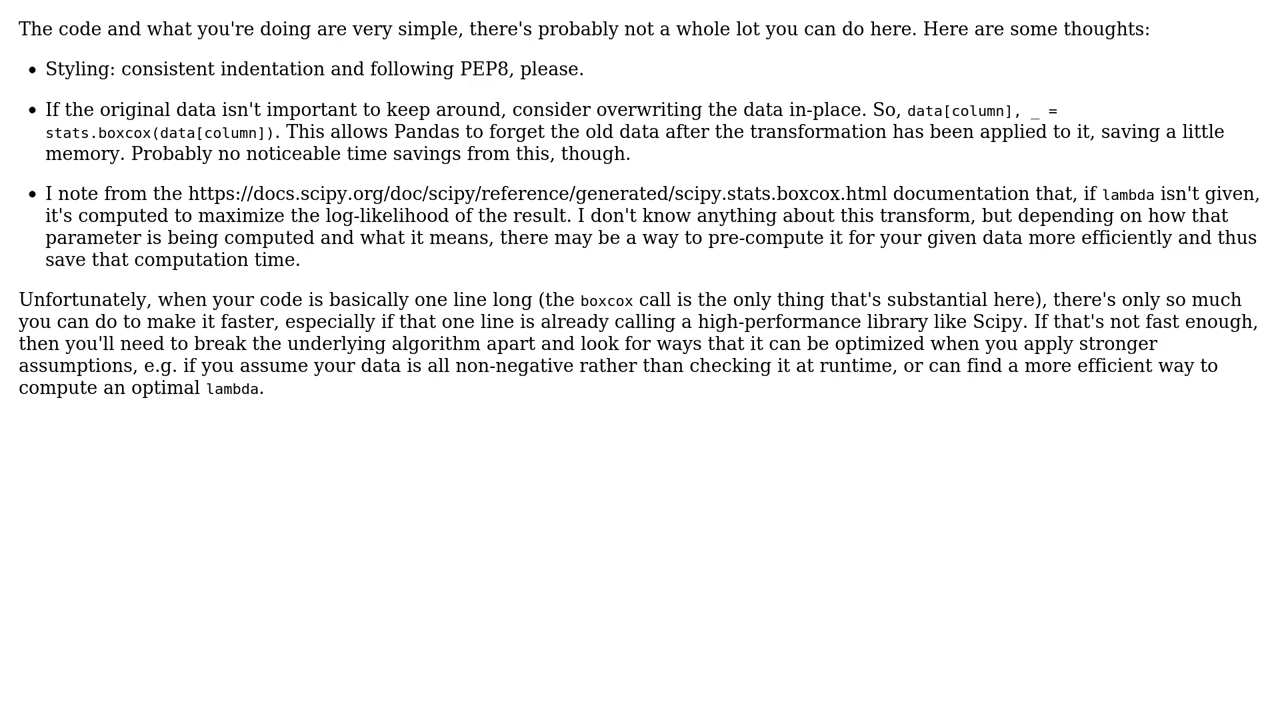 The code and what you're doing are very simple, there's probably not a whole lot you can do here. Here are some thoughts:
• Styling: consistent indentation and following PEP8, please.
• If the original data isn't important to keep around, consider overwriting the data in-place. So, data[column], _ =
stats.boxcox(data[column]). This allows Pandas to forget the old data after the transformation has been applied to it, saving a little
memory. Probably no noticeable time savings from this, though.
• I note from the https://docs.scipy.org/doc/scipy/reference/generated/scipy.stats.boxcox.html documentation that, if lambda isn't given,
it's computed to maximize the log-likelihood of the result. I don't know anything about this transform, but depending on how that
parameter is being computed and what it means, there may be a way to pre-compute it for your given data more efficiently and thus
save that computation time.
Unfortunately, when your code is basically one line long (the boxcox call is the only thing that's substantial here), there's only so much
you can do to make it faster, especially if that one line is already calling a high-performance library like Scipy. If that's not fast enough,
then you'll need to break the underlying algorithm apart and look for ways that it can be optimized when you apply stronger
assumptions, e.g. if you assume your data is all non-negative rather than checking it at runtime, or can find a more efficient way to
compute an optimal lambda.